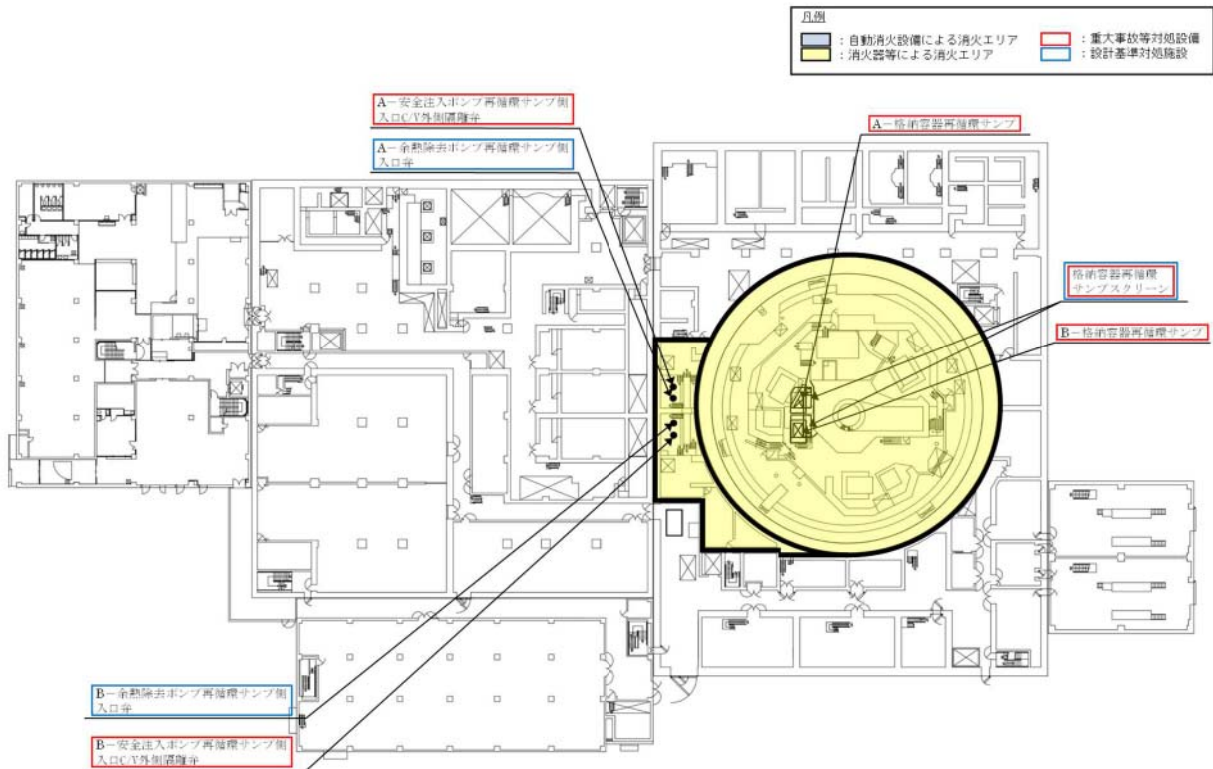 凡例
：自動消火設備による消火エリア
：重大事故等対処設備
：消火器等による消火エリア
：設計基準対処施設
A－安全注入ポンプ再循環サンプ側
入口C/V外側隔離弁
A－格納容器再循環サンプ
A－余熱除去ポンプ再循環サンプ側
入口弁
格納容器再循環
サンプスクリーン
B－格納容器再循環サンプ
B－余熱除去ポンプ再循環サンプ側
入口弁
B－安全注入ポンプ再循環サンプ側
入口C/V外側隔離弁